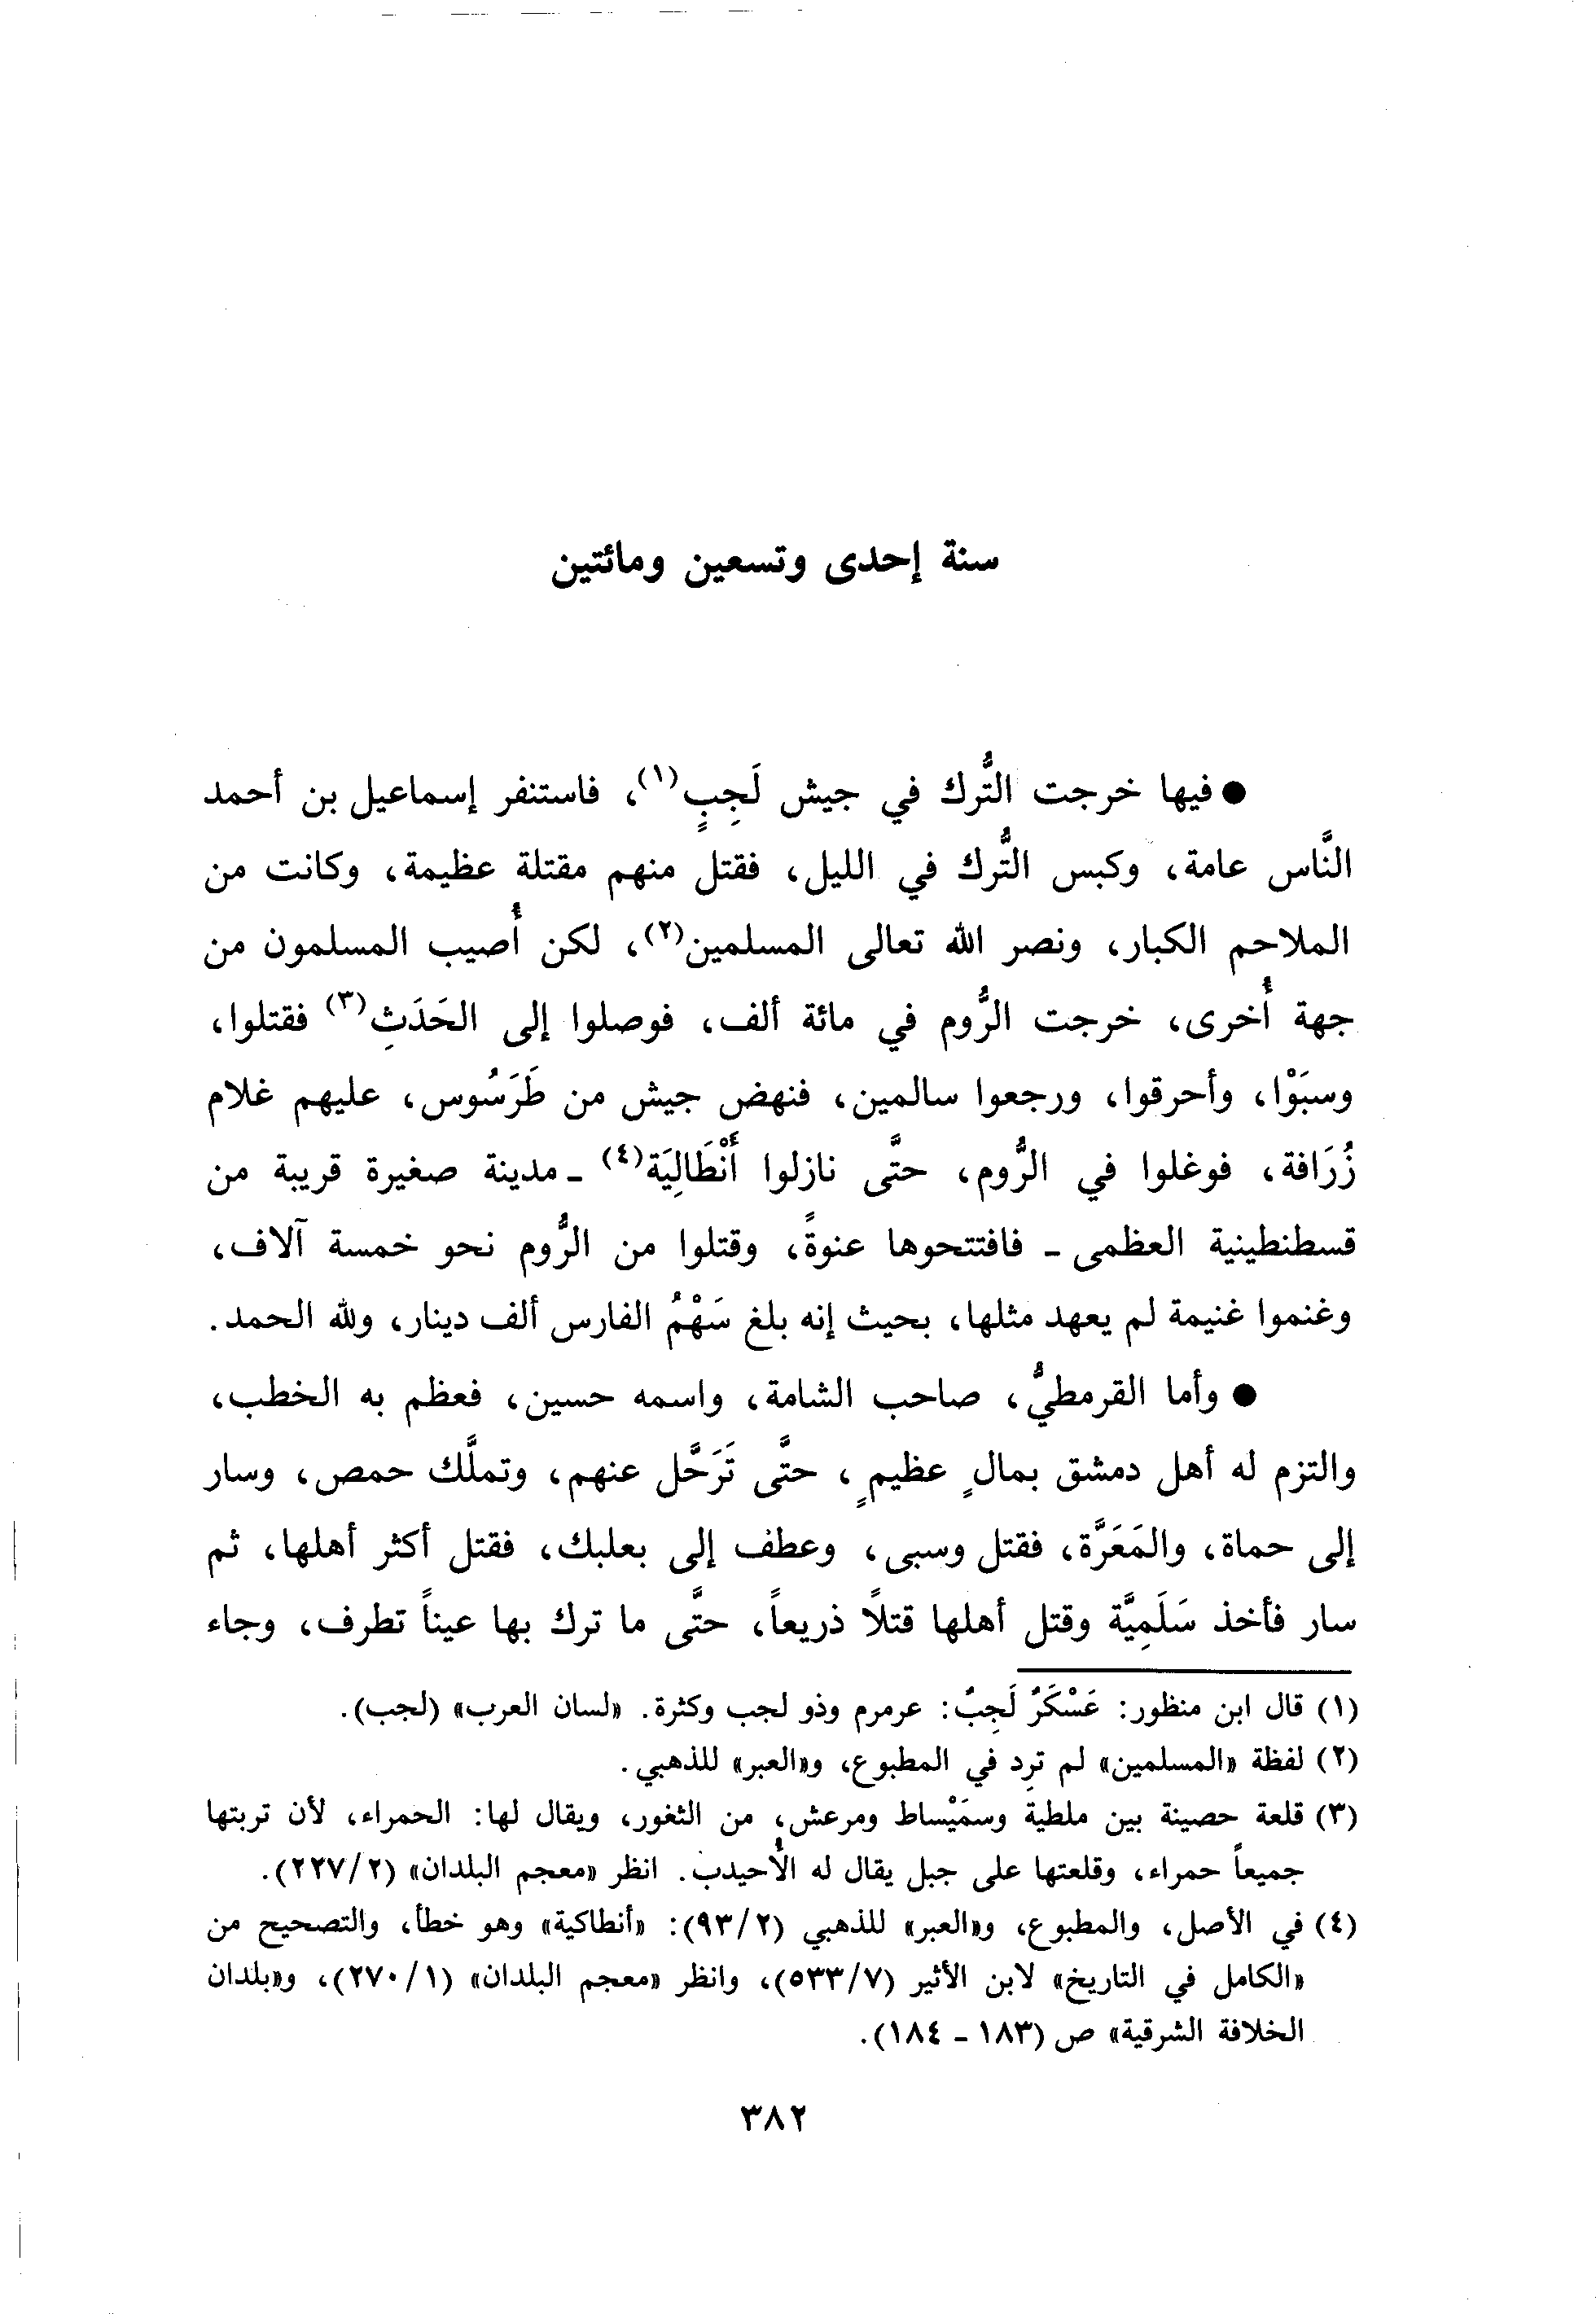 سنة إحدى وتسعين ومائتين
● فيها خرجت التُّرك في جيش لَجِبٍ(١)، فاستنفر إسماعيل بن أحمد
النَّاس عامة، وكبس التُّرك في الليل، فقتل منهم مقتلة عظيمة، وكانت من
الملاحم الكبار، ونصر الله تعالى المسلمين(٢)، لكن أُصيب المسلمون من
جهة أُخرى، خرجت الرُّوم في مائة ألف، فوصلوا إلى الحَدَثِ(٣) فقتلوا،
وسبَوْا، وأحرقوا، ورجعوا سالمين، فنهض جيش من طَرَسُوس، عليهم غلام
زُرَافة، فوغلوا في الرُّوم، حتَّى نازلوا أَنْطَالِيَة(٤) ـ مدينة صغيرة قريبة من
قسطنطينية العظمى ـ فافتتحوها عنوةً، وقتلوا من الرُّوم نحو خمسة آلاف،
وغنموا غنيمة لم يعهد مثلها، بحيث إنه بلغ سَهْمُ الفارس ألف دينار، ولله الحمد.
● وأما القرمطيُّ، صاحب الشامة، واسمه حسين، فعظم به الخطب،
والتزم له أهل دمشق بمالٍ عظيمٍ، حتَّى تَرَحَّل عنهم، وتملَّك حمص، وسار
إلى حماة، والمَعَرَّة، فقتل وسبى، وعطف إلى بعلبك، فقتل أكثر أهلها، ثم
سار فأخذ سَلَمِيَّة وقتل أهلها قتلاً ذريعاً، حتَّى ما ترك بها عيناً تطرف، وجاء
(١) قال ابن منظور: عَسْكَرٌ لَجِبٌ: عرمرم وذو لجب وكثرة. «لسان العرب» (لجب).
(٢) لفظة «المسلمين» لم ترِد في المطبوع، و«العبر» للذهبي.
(٣) قلعة حصينة بين ملطية وسمَيْساط ومرعش، من الثغور، ويقال لها: الحمراء، لأن تربتها
جميعاً حمراء، وقلعتها على جبل يقال له الأُحيدب. انظر «معجم البلدان» (٢/ ٢٢٧).
(٤) في الأصل، والمطبوع، و«العبر» للذهبي (٢/ ٩٣): «أنطاكية» وهو خطأ، والتصحيح من
«الكامل في التاريخ» لابن الأثير (٧/ ٥٣٣)، وانظر «معجم البلدان» (١/ ٢٧٠)، و«بلدان
الخلافة الشرقية» ص (١٨٣ ـ ١٨٤).
٣٨٢